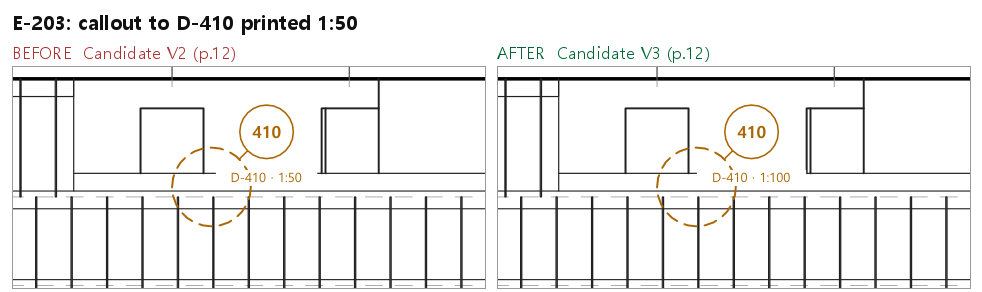 E-203: callout to D-410 printed 1:50
BEFORE Candidate V2 (p.12)
410
D-410 · 1:50
AFTER Candidate V3 (p.12)
410
D-410 · 1:100